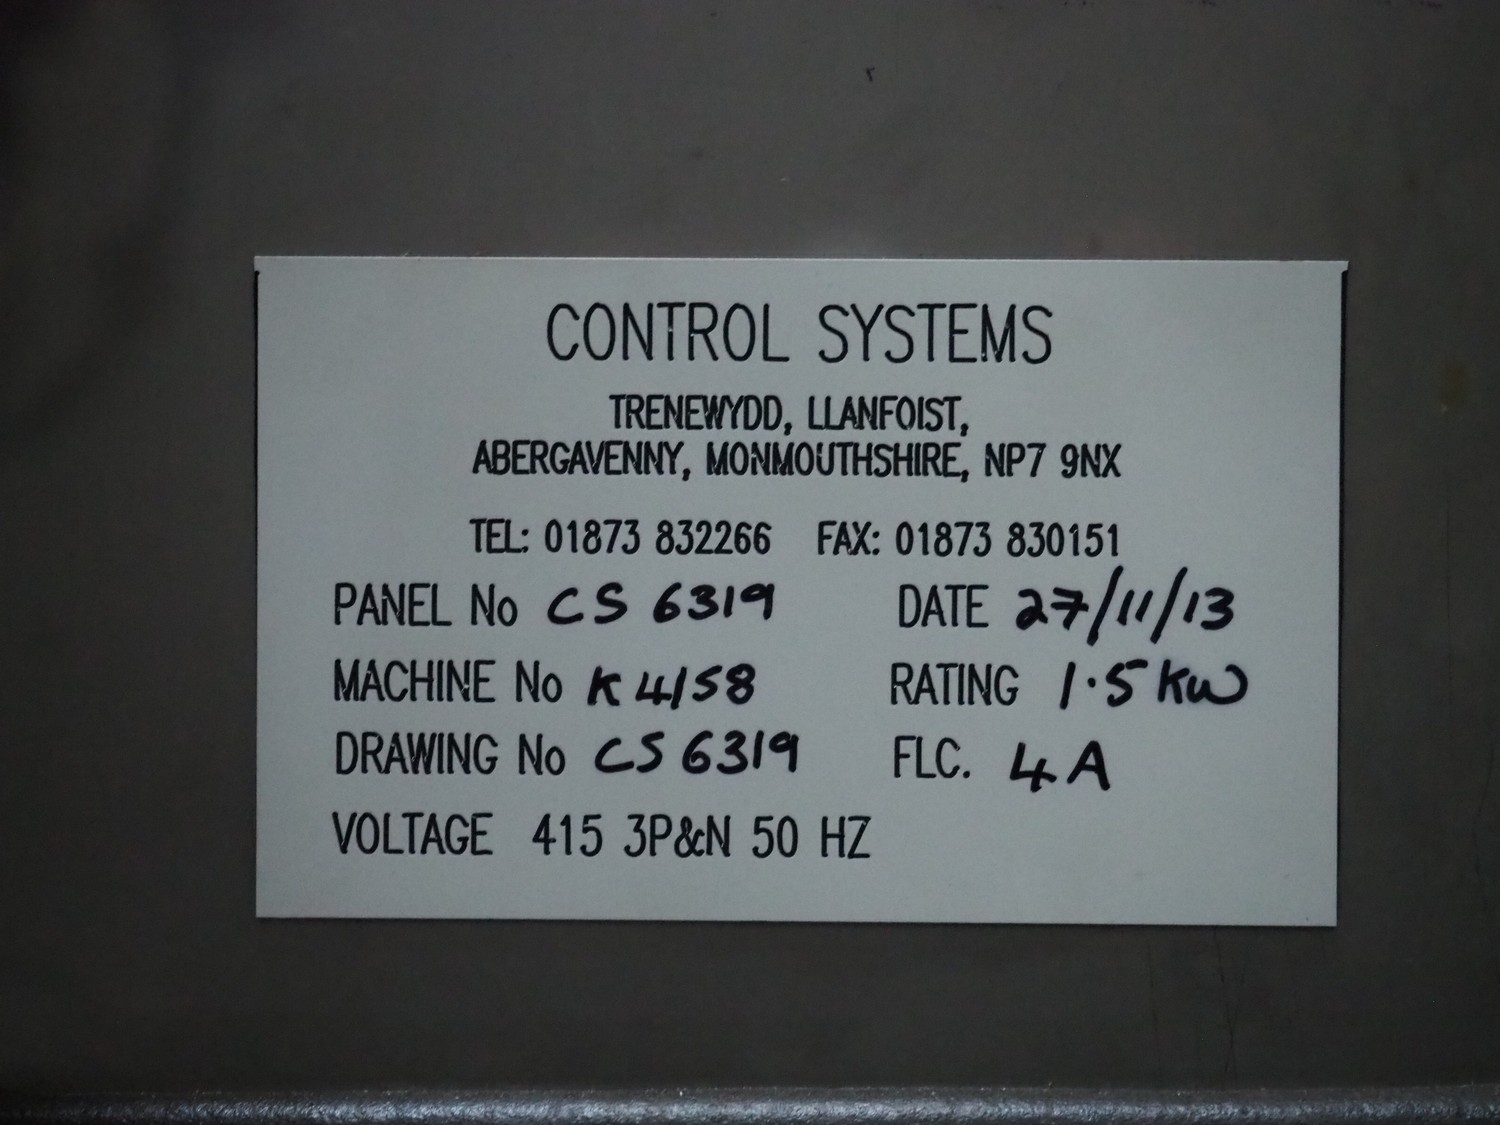 CONTROL SYSTEMS
TRENEWYDD, LLANFOIST,
ABERGAVENNY, MONMOUTHSHIRE, NP7 9NX
TEL: 01873 832266 FAX: 01873 830151
PANEL No CS 6319 DATE 27/11/13
MACHINE No K4158 RATING 1.5 KW
DRAWING No CS 6319 FLC. 4A
VOLTAGE 415 3P&N 50 HZ